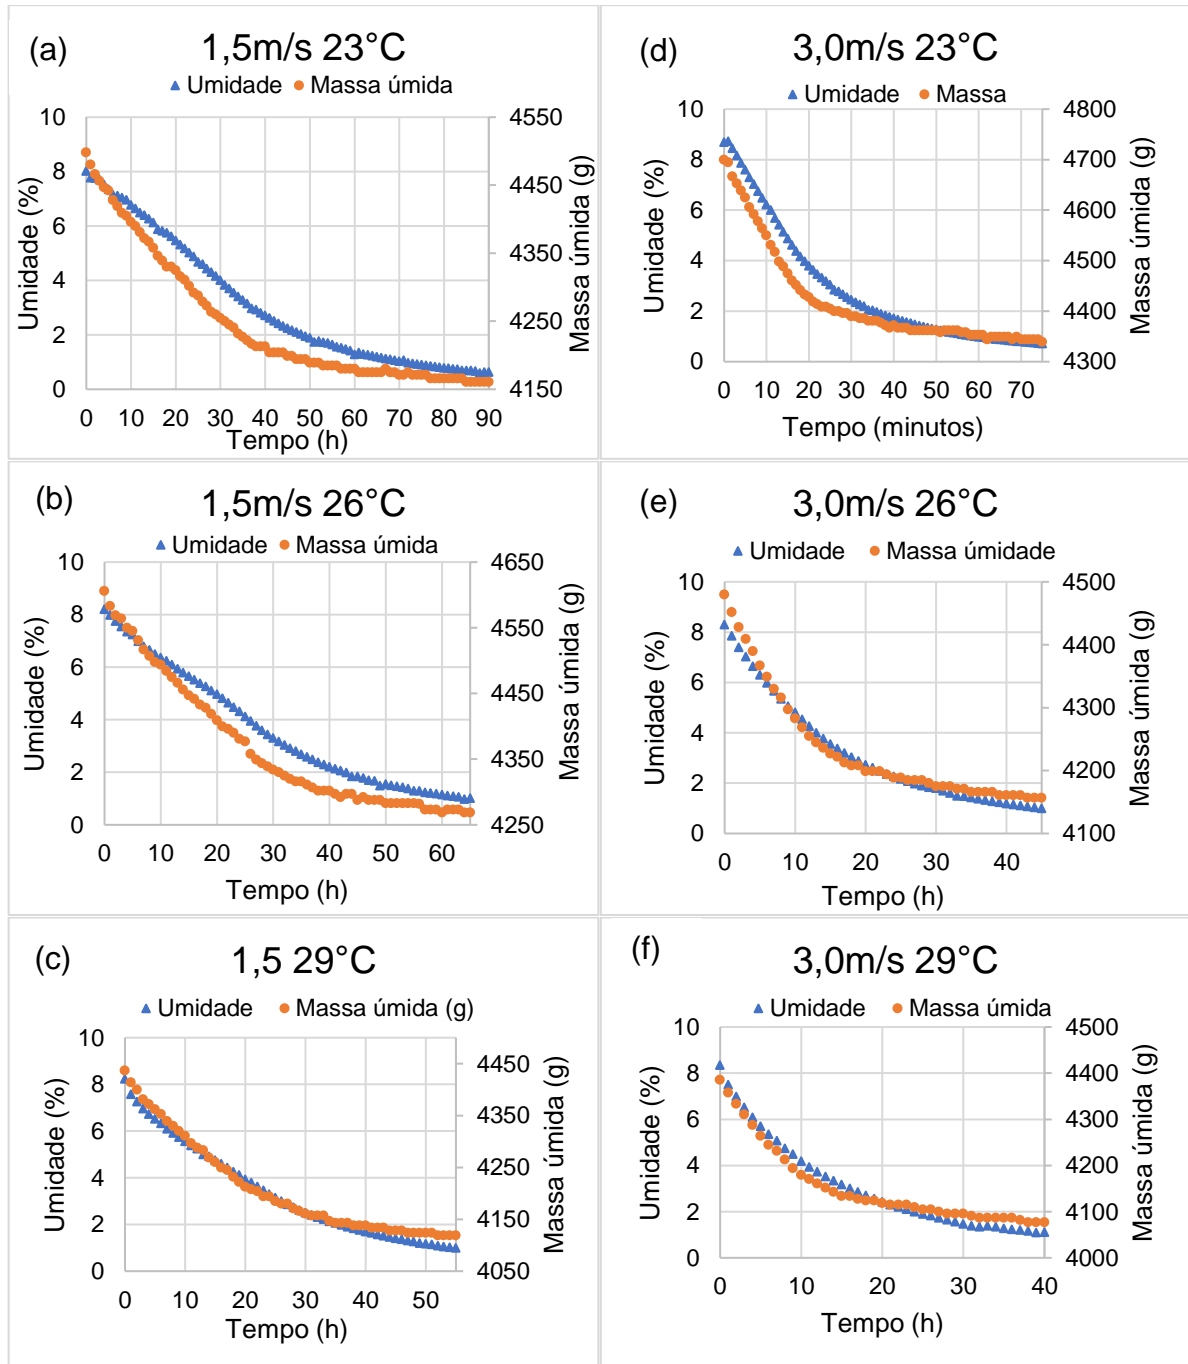 (a)
1,5m/s 23°C
Umidade Massa úmida
10
8
6
4
2
0
Umidade (%)
4550
4450
4350
4250
4150
Massa úmida (g)
0 10 20 30 40 50 60 70 80 90
Tempo (h)
(d)
3,0m/s 23°C
Umidade Massa
10
8
6
4
2
0
Umidade (%)
4800
4700
4600
4500
4400
4300
Massa úmida (g)
0 10 20 30 40 50 60 70
Tempo (minutos)
(b)
1,5m/s 26°C
Umidade Massa úmida
10
8
6
4
2
0
Umidade (%)
4650
4550
4450
4350
4250
Massa úmida (g)
0 10 20 30 40 50 60
Tempo (h)
(e)
3,0m/s 26°C
Umidade Massa úmidade
10
8
6
4
2
0
Umidade (%)
4500
4400
4300
4200
4100
Massa úmida (g)
0 10 20 30 40
Tempo (h)
(c)
1,5 29°C
Umidade Massa úmida (g)
10
8
6
4
2
0
Umidade (%)
4450
4350
4250
4150
4050
Massa úmida (g)
0 10 20 30 40 50
Tempo (h)
(f)
3,0m/s 29°C
Umidade Massa úmida
10
8
6
4
2
0
Umidade (%)
4500
4400
4300
4200
4100
4000
Massa úmida (g)
0 10 20 30 40
Tempo (h)